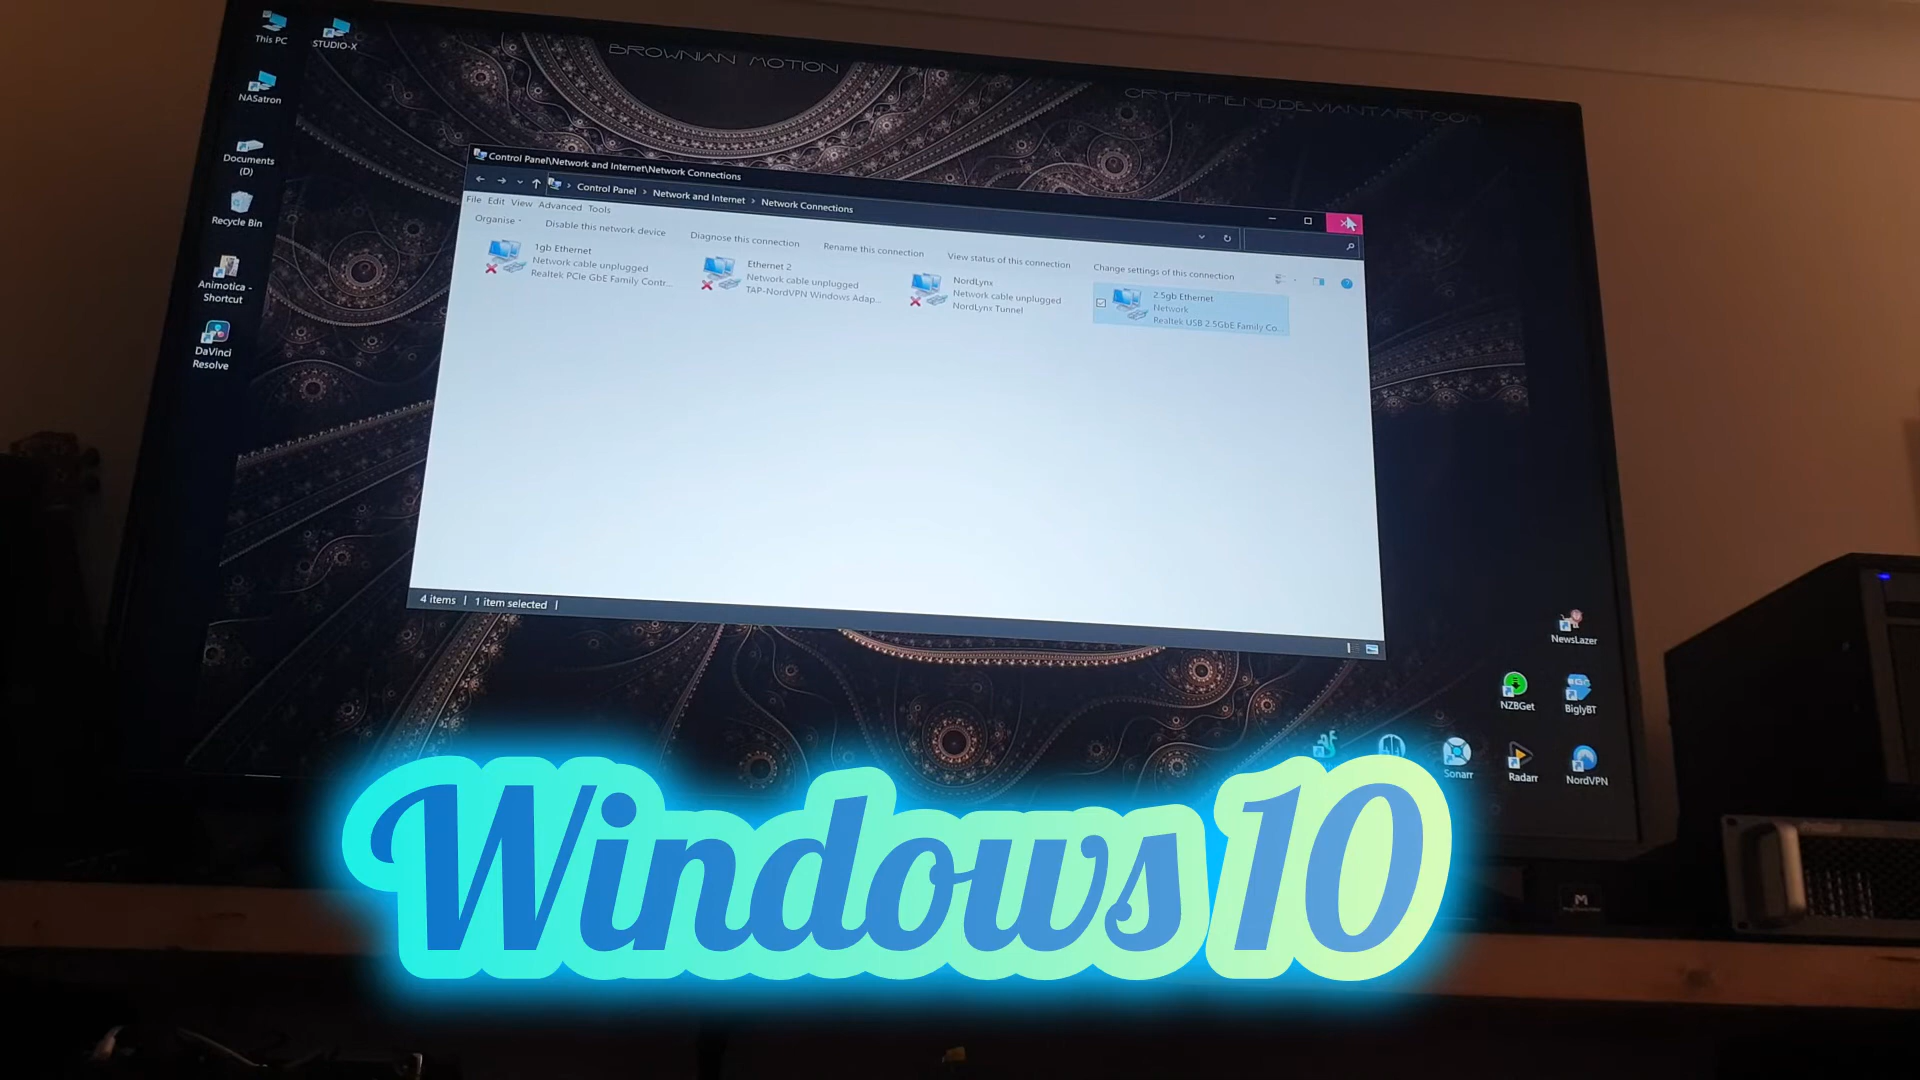 This PC
STUDIO-X
NASatron
Documents
(D)
Recycle Bin
Animotica -
Shortcut
DaVinci
Resolve
BROWNIAN MOTION
CRYPTFIEND.DEVIANTART.COM
Control Panel\Network and Internet\Network Connections
Control Panel > Network and Internet > Network Connections
File Edit View Advanced Tools
Organise
Disable this network device
Diagnose this connection
Rename this connection
View status of this connection
Change settings of this connection
1gb Ethernet
Network cable unplugged
Realtek PCIe GbE Family Contr...
Ethernet 2
Network cable unplugged
TAP-NordVPN Windows Adap...
NordLynx
Network cable unplugged
NordLynx Tunnel
2.5gb Ethernet
Network
Realtek USB 2.5GbE Family Co...
4 items
1 item selected
NewsLazer
NZBGet
BiglyBT
Sonarr
Radarr
NordVPN
Windows 10